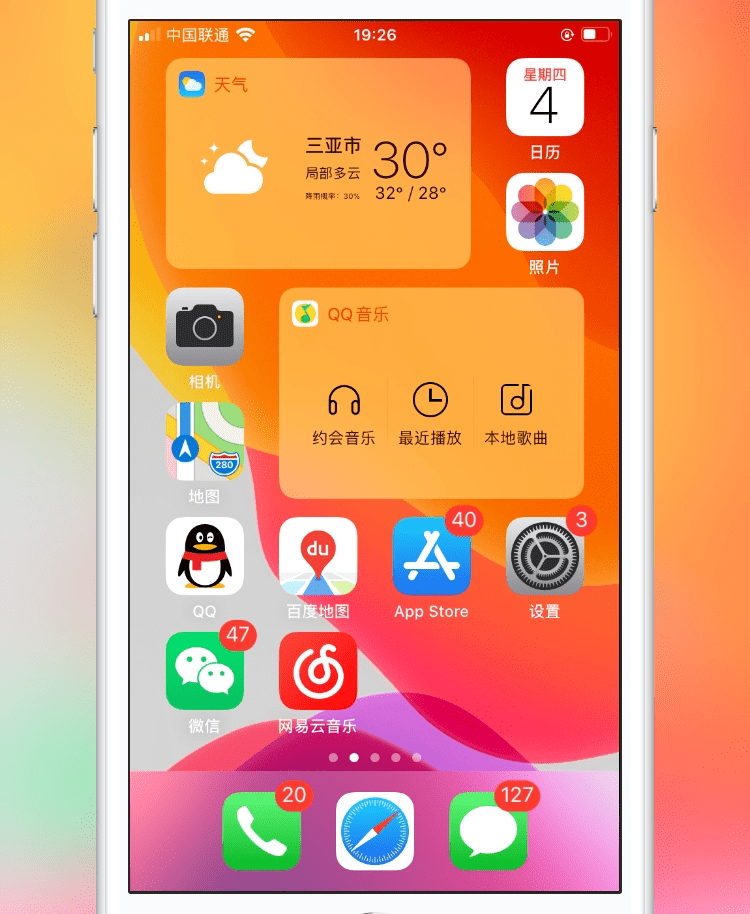 中国联通
19:26
天气
三亚市
局部多云
降雨概率：30%
30°
32° / 28°
星期四
4
日历
照片
相机
280
地图
QQ音乐
约会音乐
最近播放
本地歌曲
QQ
du
百度地图
40
App Store
3
设置
47
微信
网易云音乐
20
127